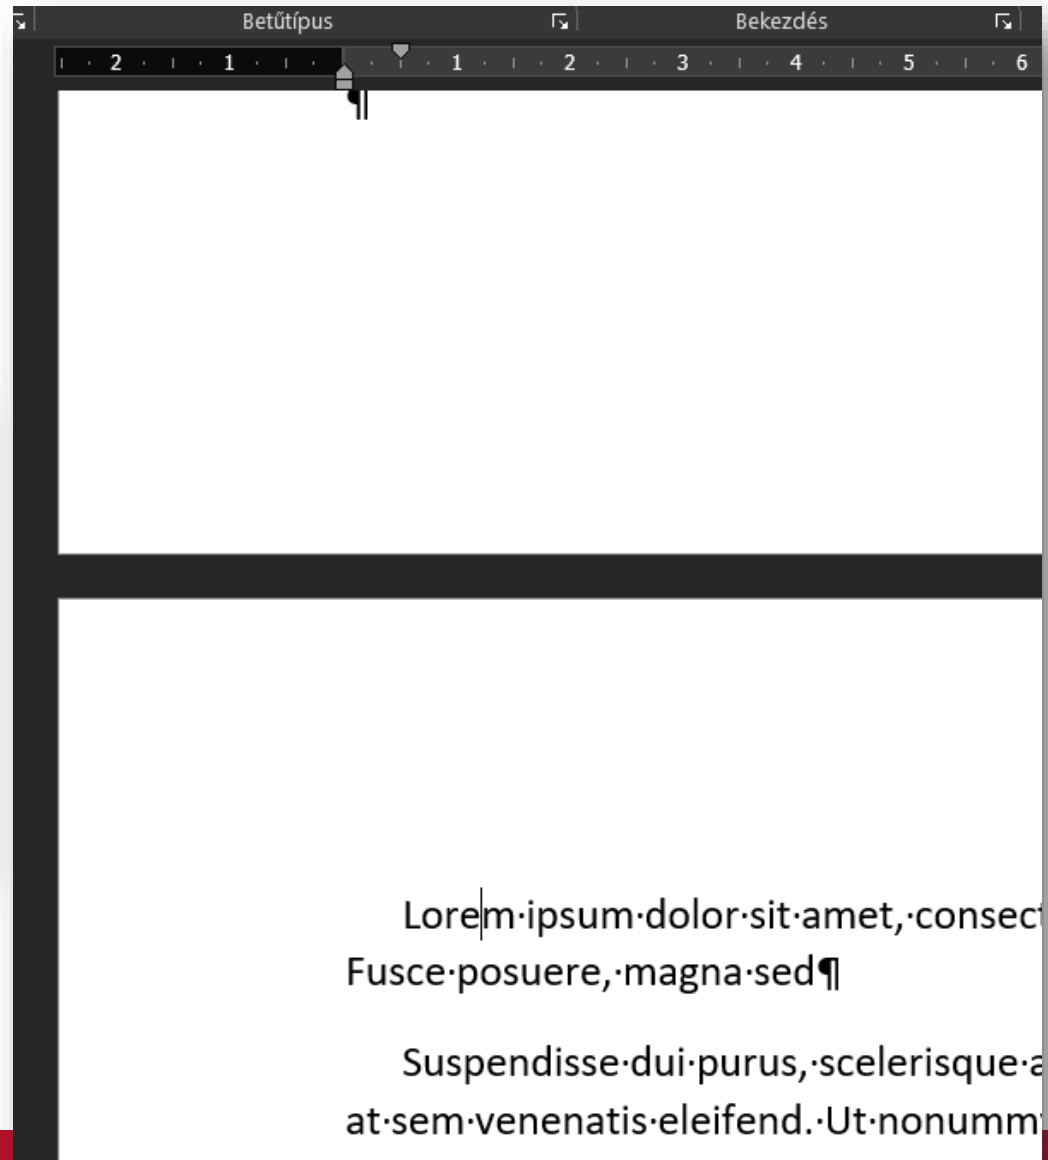 Betűtípus Bekezdés
2 1 1 2 3 4 5 6
¶
Lorem·ipsum·dolor·sit·amet,·consect
Fusce·posuere,·magna·sed¶
Suspendisse·dui·purus,·scelerisque·a
at·sem·venenatis·eleifend.·Ut·nonumm